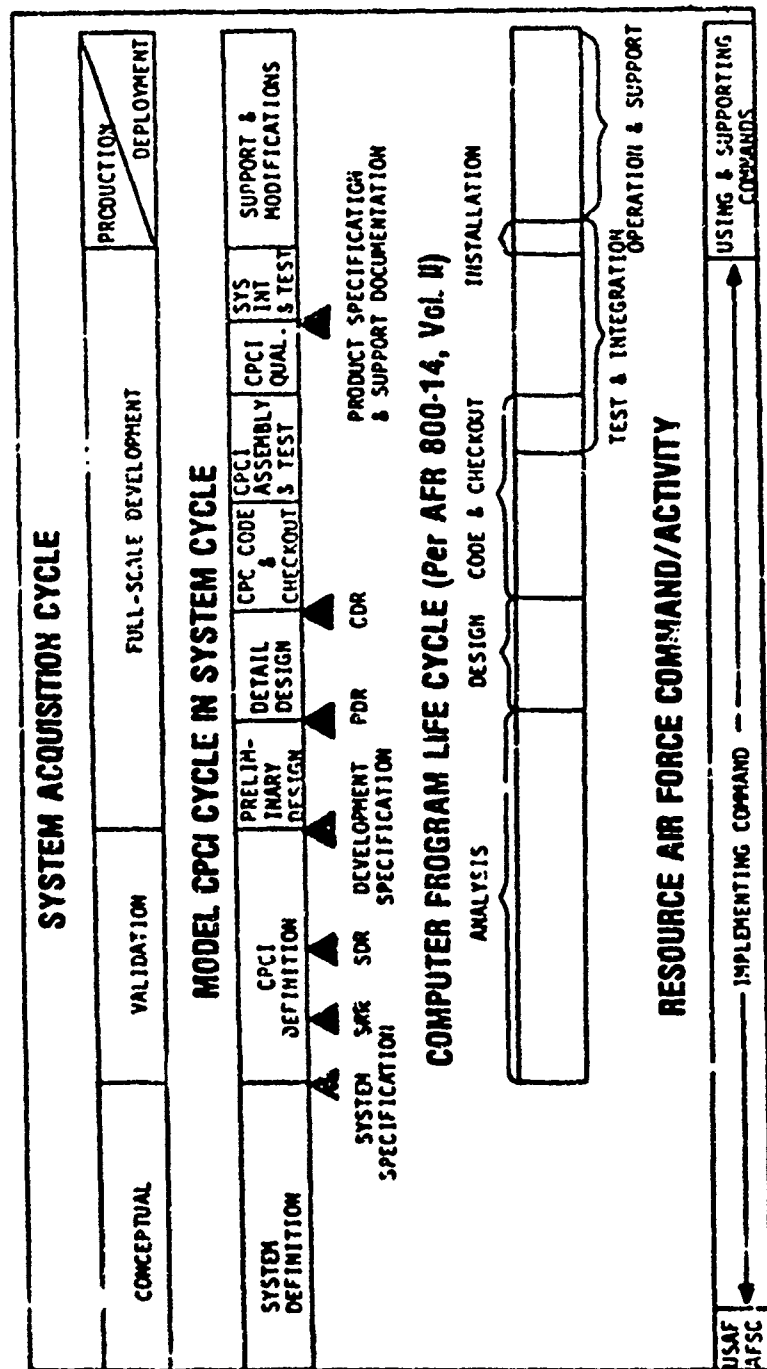 SYSTEM ACQUISITION CYCLE
CONCEPTUAL
VALIDATION
FULL-SCALE DEVELOPMENT
PRODUCTION
DEPLOYMENT
MODEL CPCI CYCLE IN SYSTEM CYCLE
SYSTEM
DEFINITION
CPCI
DEFINITION
PRELIM-
INARY
DESIGN
DETAIL
DESIGN
CPC CODE
&
CHECKOUT
CPCI
ASSEMBLY
& TEST
CPCI
QUAL.
SYS
INT
& TEST
SUPPORT &
MODIFICATIONS
SYSTEM
SPECIFICATION
SDR
DEVELOPMENT
SPECIFICATION
PDR
CDR
PRODUCT SPECIFICATION
& SUPPORT DOCUMENTATION
COMPUTER PROGRAM LIFE CYCLE (Per AFR 800-14, Vol. II)
ANALYSIS
DESIGN
CODE & CHECKOUT
INSTALLATION
TEST & INTEGRATION
OPERATION & SUPPORT
RESOURCE AIR FORCE COMMAND/ACTIVITY
USAF
AFSC
IMPLEMENTING COMMAND
USING & SUPPORTING
COMMANDS